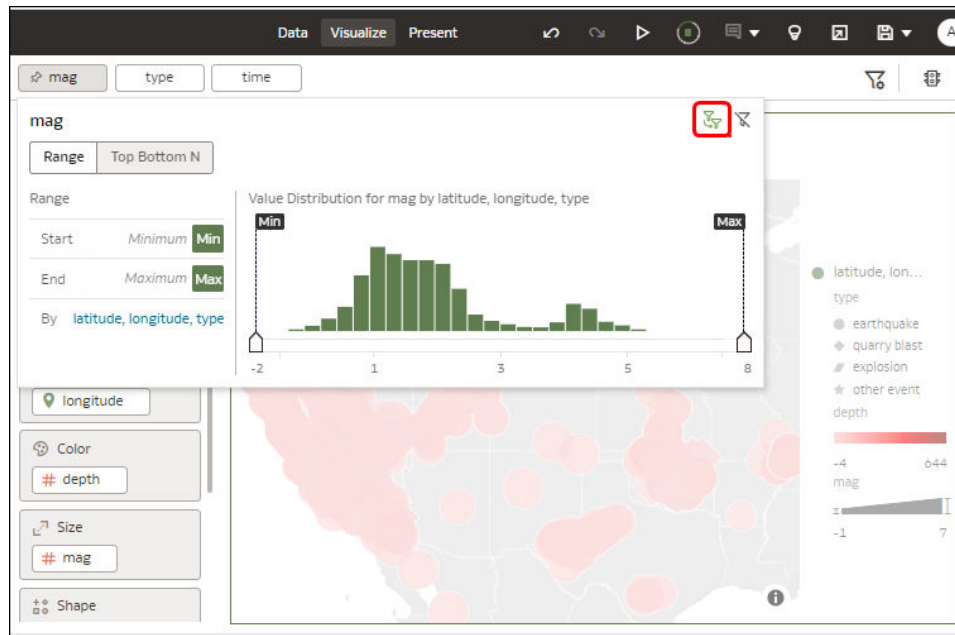 Data Visualize Present A
mag type time
mag
Range Top Bottom N
Range
Value Distribution for mag by latitude, longitude, type
Min Max
Start Minimum Min
End Maximum Max
By latitude, longitude, type
-2 1 3 5 8
latitude, lon...
type
earthquake
quarry blast
explosion
other event
depth
-4 644
mag
-1 7
longitude
Color
# depth
Size
# mag
Shape